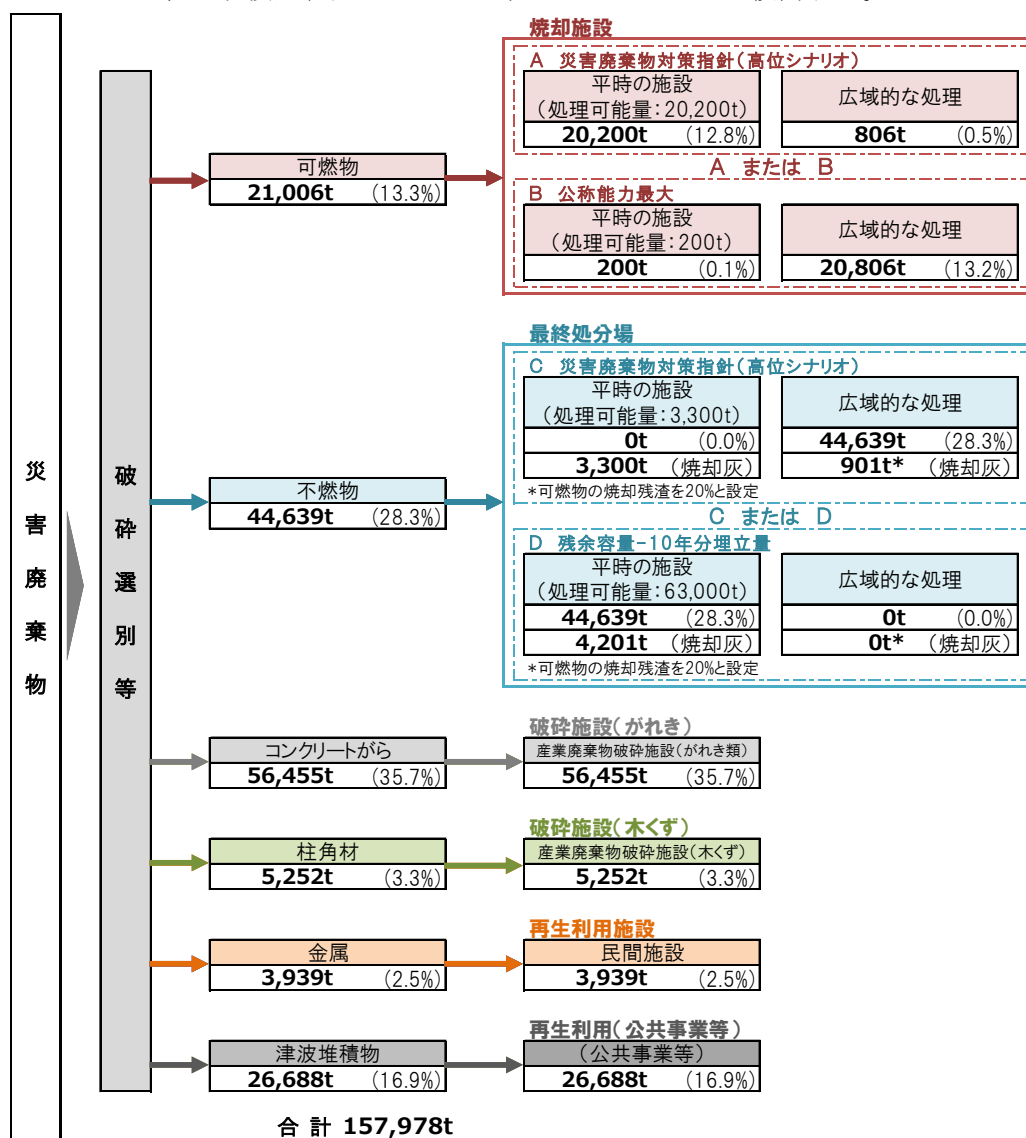 災害廃棄物
破砕選別等
焼却施設
A 災害廃棄物対策指針(高位シナリオ)
平時の施設
(処理可能量:20,200t)
20,200t (12.8%)
広域的な処理
806t (0.5%)
A または B
可燃物
21,006t (13.3%)
B 公称能力最大
平時の施設
(処理可能量:200t)
200t (0.1%)
広域的な処理
20,806t (13.2%)
最終処分場
C 災害廃棄物対策指針(高位シナリオ)
平時の施設
(処理可能量:3,300t)
0t (0.0%)
3,300t (焼却灰)
広域的な処理
44,639t (28.3%)
901t* (焼却灰)
*可燃物の焼却残渣を20%と設定
不燃物
44,639t (28.3%)
C または D
D 残余容量-10年分埋立量
平時の施設
(処理可能量:63,000t)
44,639t (28.3%)
4,201t (焼却灰)
広域的な処理
0t (0.0%)
0t* (焼却灰)
*可燃物の焼却残渣を20%と設定
破砕施設(がれき)
コンクリートがら
56,455t (35.7%)
産業廃棄物破砕施設(がれき類)
56,455t (35.7%)
破砕施設(木くず)
柱角材
5,252t (3.3%)
産業廃棄物破砕施設(木くず)
5,252t (3.3%)
再生利用施設
金属
3,939t (2.5%)
民間施設
3,939t (2.5%)
再生利用(公共事業等)
津波堆積物
26,688t (16.9%)
(公共事業等)
26,688t (16.9%)
合 計 157,978t